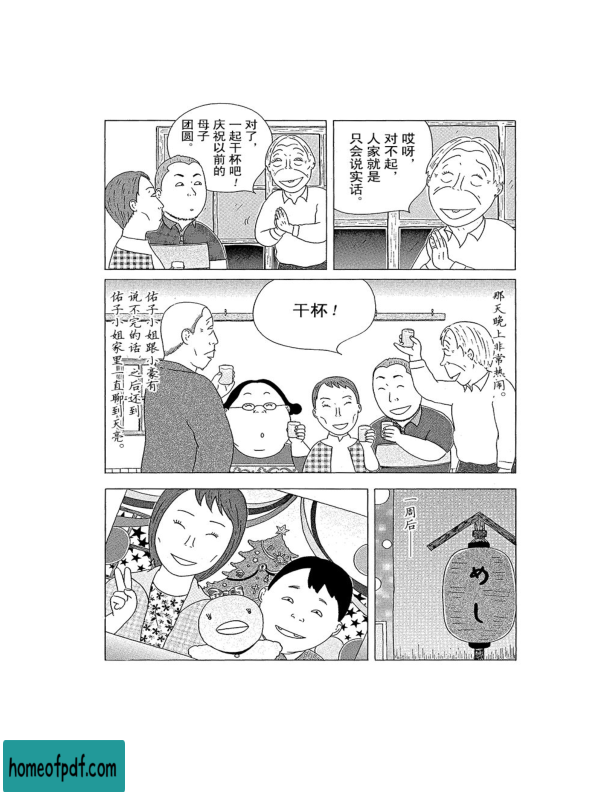 哎呀，
对不起，
人家就是
只会说实话。
对了，
一起干杯吧！
庆祝以前的
母子
团圆。
那天晚上非常热闹。
干杯！
佑子小姐跟小豪有
说不完的话，之后还到
佑子小姐家里一直聊到天亮。
一周后——
めし
homeofpdf.com